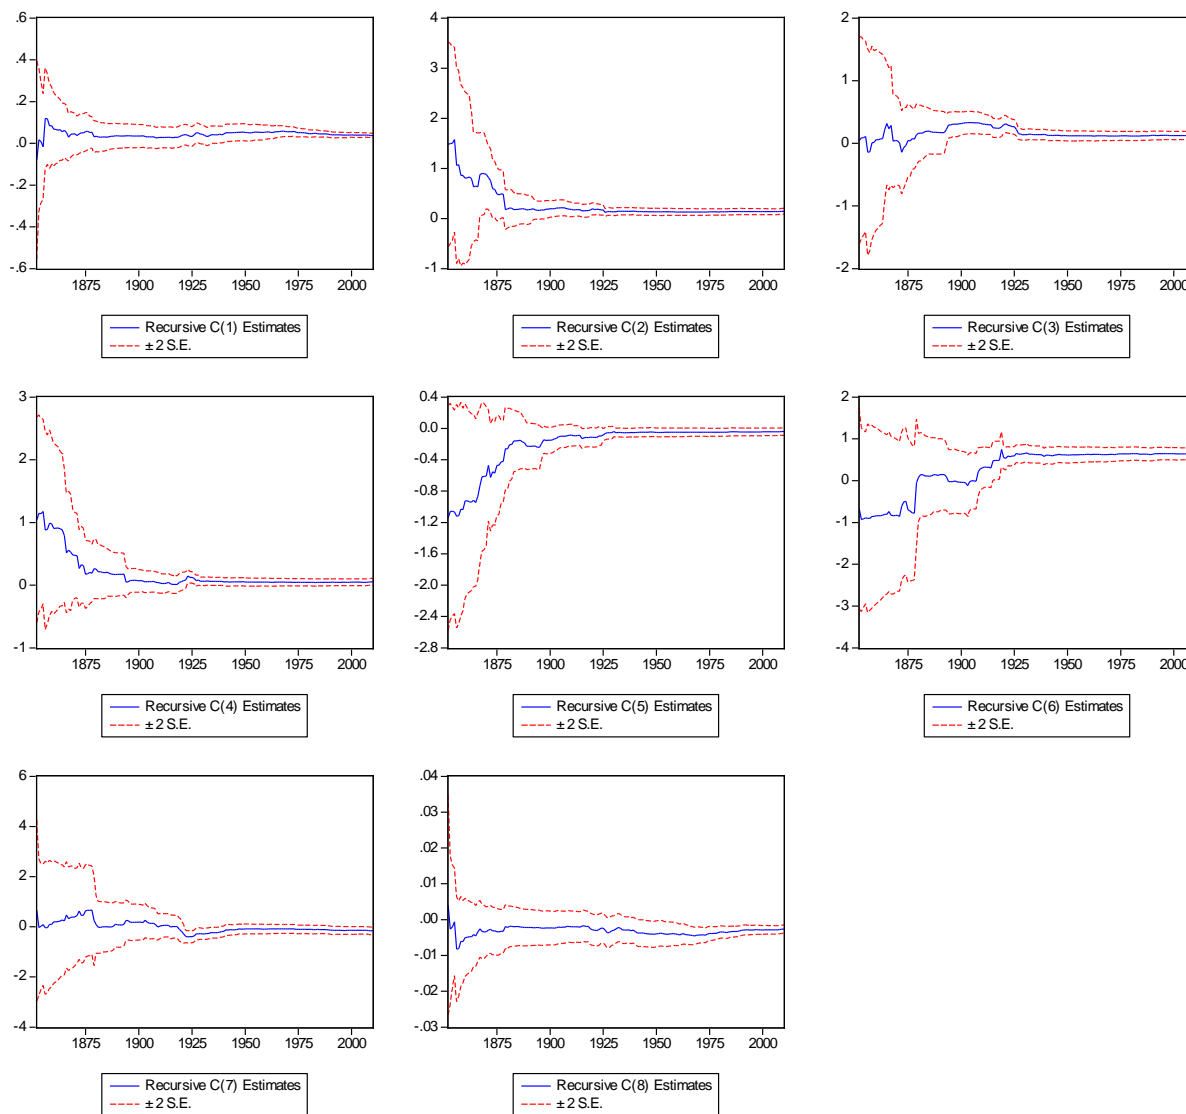 .6
.4
.2
.0
-.2
-.4
-.6
1875 1900 1925 1950 1975 2000
Recursive C(1) Estimates
± 2 S.E.
4
3
2
1
0
-1
1875 1900 1925 1950 1975 2000
Recursive C(2) Estimates
± 2 S.E.
2
1
0
-1
-2
1875 1900 1925 1950 1975 2000
Recursive C(3) Estimates
± 2 S.E.
3
2
1
0
-1
1875 1900 1925 1950 1975 2000
Recursive C(4) Estimates
± 2 S.E.
0.4
0.0
-0.4
-0.8
-1.2
-1.6
-2.0
-2.4
-2.8
1875 1900 1925 1950 1975 2000
Recursive C(5) Estimates
± 2 S.E.
2
1
0
-1
-2
-3
-4
1875 1900 1925 1950 1975 2000
Recursive C(6) Estimates
± 2 S.E.
6
4
2
0
-2
-4
1875 1900 1925 1950 1975 2000
Recursive C(7) Estimates
± 2 S.E.
.04
.03
.02
.01
.00
-.01
-.02
-.03
1875 1900 1925 1950 1975 2000
Recursive C(8) Estimates
± 2 S.E.